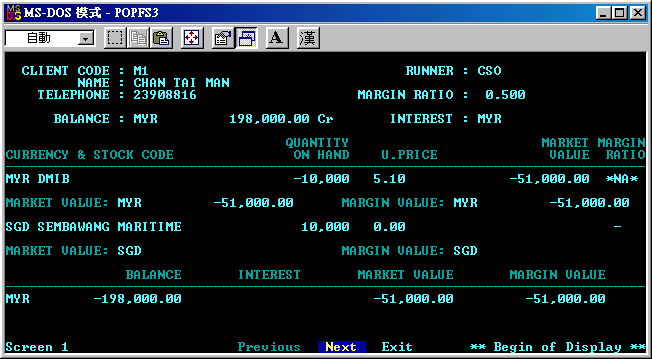 MS-DOS 模式 - POPFS3
自動 A 漢
CLIENT CODE : M1 RUNNER : CSO
NAME : CHAN TAI MAN
TELEPHONE : 23908816 MARGIN RATIO : 0.500
BALANCE : MYR 198,000.00 Cr INTEREST : MYR
QUANTITY MARKET MARGIN
CURRENCY & STOCK CODE ON HAND U.PRICE VALUE RATIO
MYR DMIB -10,000 5.10 -51,000.00 *NA*
MARKET VALUE: MYR -51,000.00 MARGIN VALUE: MYR -51,000.00
SGD SEMBAWANG MARITIME 10,000 0.00 -
MARKET VALUE: SGD MARGIN VALUE: SGD
BALANCE INTEREST MARKET VALUE MARGIN VALUE
MYR -198,000.00 -51,000.00 -51,000.00
Screen 1 Previous Next Exit ** Begin of Display **